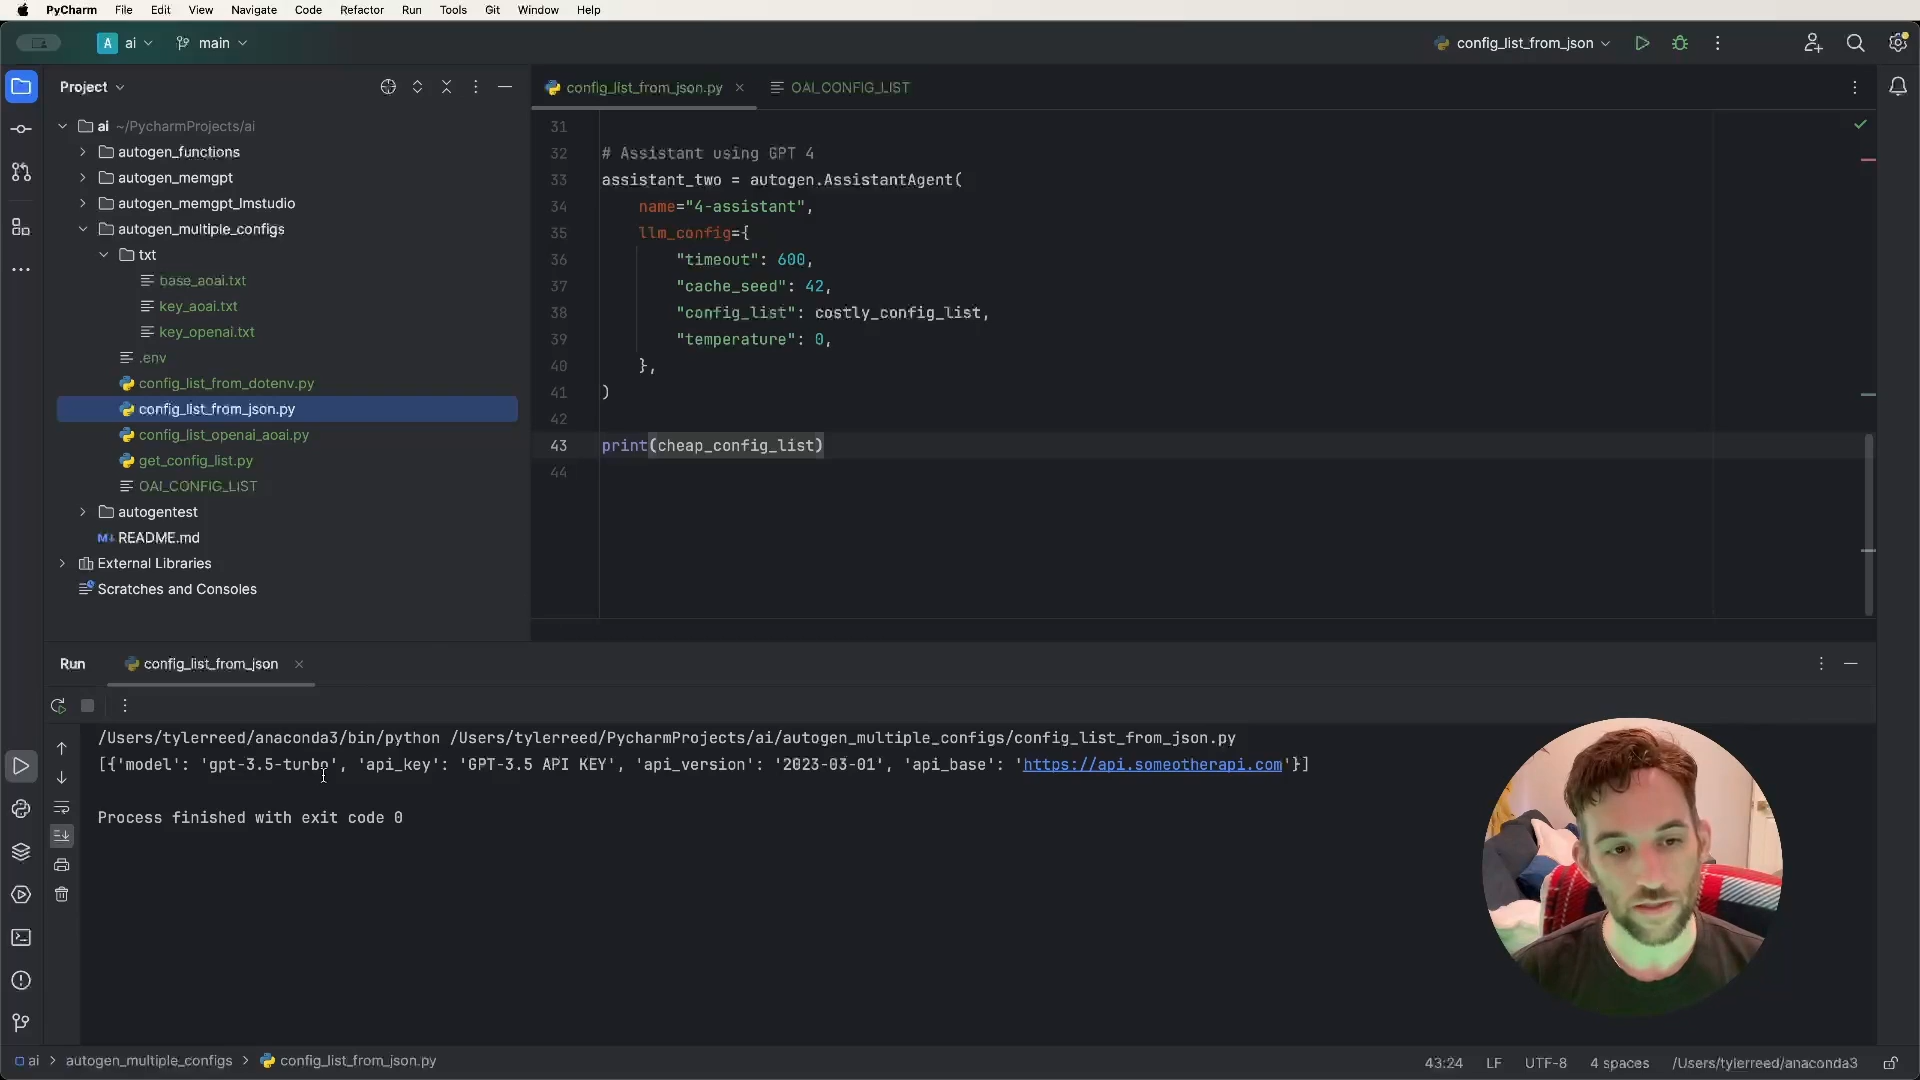 PyCharm File Edit View Navigate Code Refactor Run Tools Git Window Help
A ai main config_list_from_json
Project
config_list_from_json.py OAI_CONFIG_LIST
ai ~/PycharmProjects/ai
autogen_functions
autogen_memgpt
autogen_memgpt_lmstudio
autogen_multiple_configs
txt
base_aoai.txt
key_aoai.txt
key_openai.txt
.env
config_list_from_dotenv.py
config_list_from_json.py
config_list_openai_aoai.py
get_config_list.py
OAI_CONFIG_LIST
autogentest
M↓ README.md
External Libraries
Scratches and Consoles
31
32 # Assistant using GPT 4
33 assistant_two = autogen.AssistantAgent(
34 name="4-assistant",
35 llm_config={
36 "timeout": 600,
37 "cache_seed": 42,
38 "config_list": costly_config_list,
39 "temperature": 0,
40 },
41 )
42
43 print(cheap_config_list)
44
Run config_list_from_json
/Users/tylerreed/anaconda3/bin/python /Users/tylerreed/PycharmProjects/ai/autogen_multiple_configs/config_list_from_json.py
[{'model': 'gpt-3.5-turbo', 'api_key': 'GPT-3.5 API KEY', 'api_version': '2023-03-01', 'api_base': 'https://api.someotherapi.com'}]
Process finished with exit code 0
ai > autogen_multiple_configs > config_list_from_json.py
43:24 LF UTF-8 4 spaces /Users/tylerreed/anaconda3